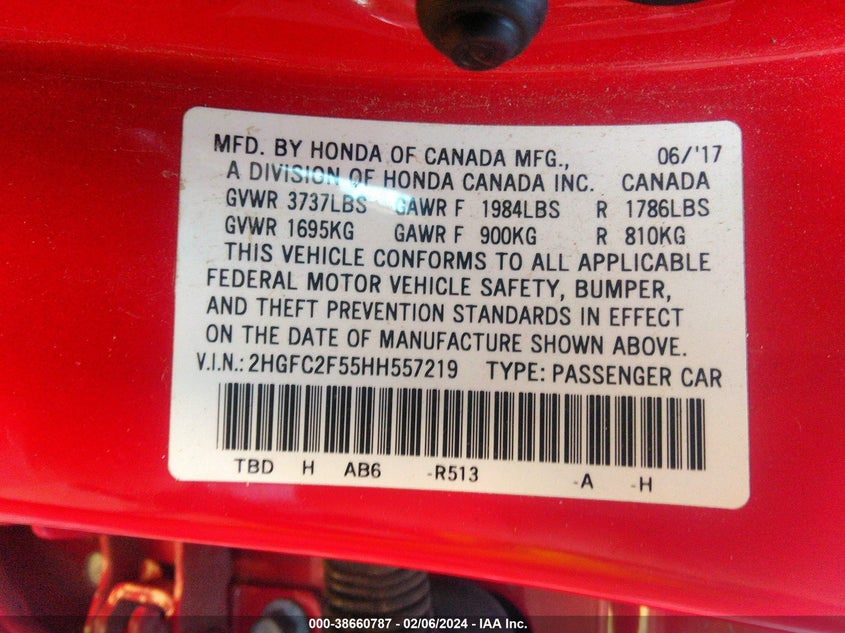 MFD. BY HONDA OF CANADA MFG., 06/'17
A DIVISION OF HONDA CANADA INC. CANADA
GVWR 3737LBS GAWR F 1984LBS R 1786LBS
GVWR 1695KG GAWR F 900KG R 810KG
THIS VEHICLE CONFORMS TO ALL APPLICABLE
FEDERAL MOTOR VEHICLE SAFETY, BUMPER,
AND THEFT PREVENTION STANDARDS IN EFFECT
ON THE DATE OF MANUFACTURE SHOWN ABOVE.
V.I.N.: 2HGFC2F55HH557219 TYPE: PASSENGER CAR
TBD H AB6 -R513 -A -H
000-38660787 - 02/06/2024 - IAA Inc.